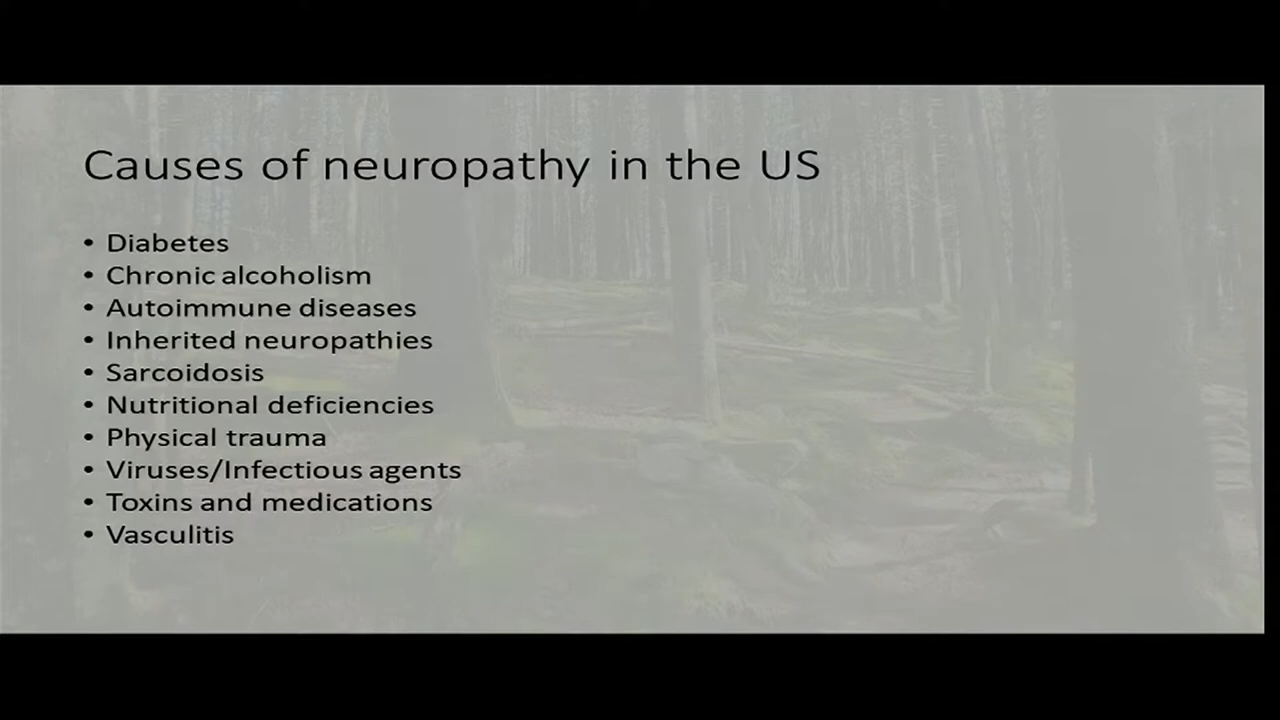 Causes of neuropathy in the US
• Diabetes
• Chronic alcoholism
• Autoimmune diseases
• Inherited neuropathies
• Sarcoidosis
• Nutritional deficiencies
• Physical trauma
• Viruses/Infectious agents
• Toxins and medications
• Vasculitis